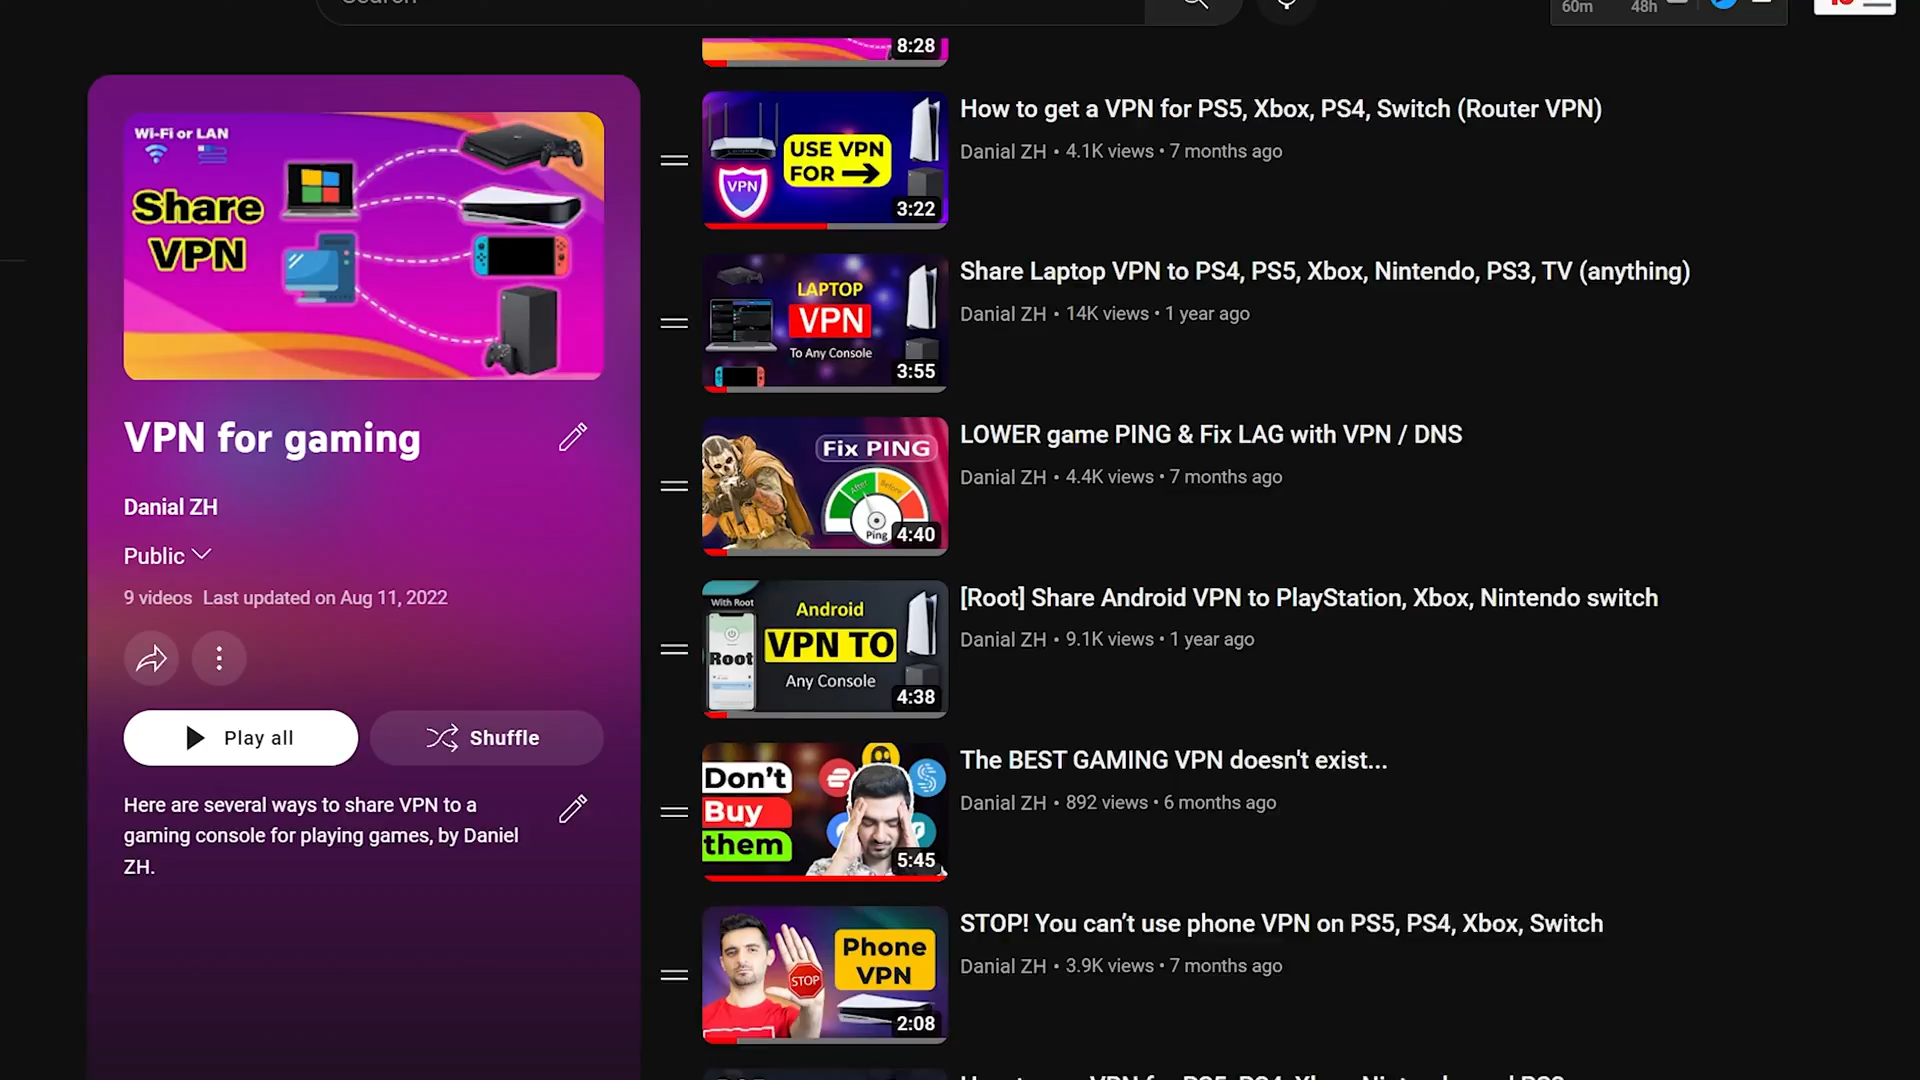 60m 48h
8:28
Wi-Fi or LAN
Share
VPN
VPN for gaming
Danial ZH
Public
9 videos Last updated on Aug 11, 2022
Play all
Shuffle
Here are several ways to share VPN to a
gaming console for playing games, by Daniel
ZH.
USE VPN
FOR
VPN
3:22
How to get a VPN for PS5, Xbox, PS4, Switch (Router VPN)
Danial ZH • 4.1K views • 7 months ago
LAPTOP
VPN
To Any Console
3:55
Share Laptop VPN to PS4, PS5, Xbox, Nintendo, PS3, TV (anything)
Danial ZH • 14K views • 1 year ago
Fix PING
After Before
Ping
4:40
LOWER game PING & Fix LAG with VPN / DNS
Danial ZH • 4.4K views • 7 months ago
With Root
Android
VPN TO
Root
Any Console
4:38
[Root] Share Android VPN to PlayStation, Xbox, Nintendo switch
Danial ZH • 9.1K views • 1 year ago
Don't
Buy
them
5:45
The BEST GAMING VPN doesn't exist...
Danial ZH • 892 views • 6 months ago
Phone
VPN
STOP
2:08
STOP! You can’t use phone VPN on PS5, PS4, Xbox, Switch
Danial ZH • 3.9K views • 7 months ago